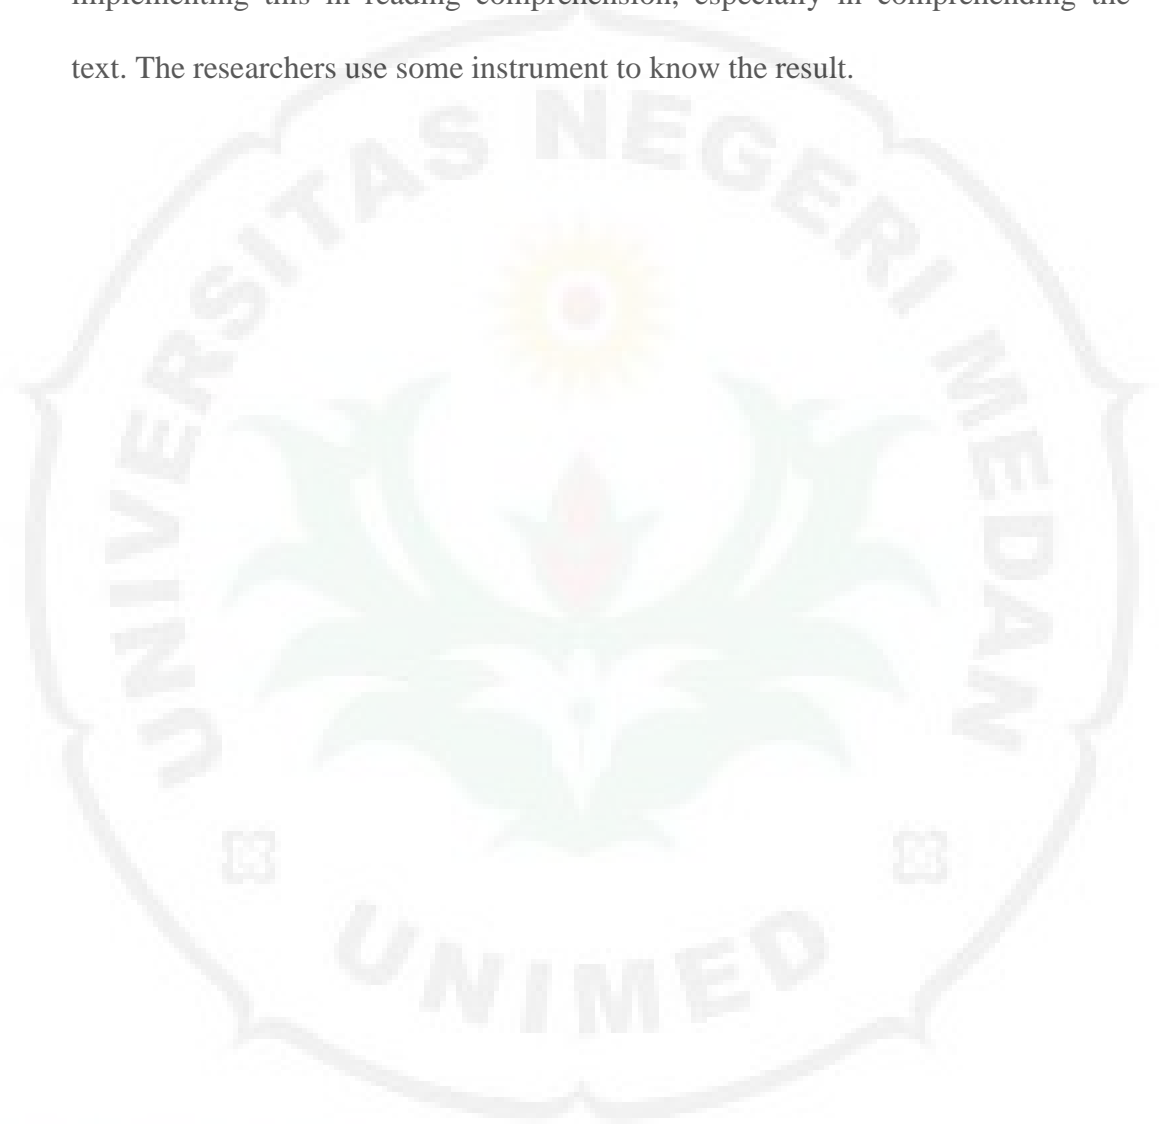 implementing this in reading comprehension, especially in comprehending the
text. The researchers use some instrument to know the result.
UNIVERSITAS NEGERI MEDAN
UNIMED